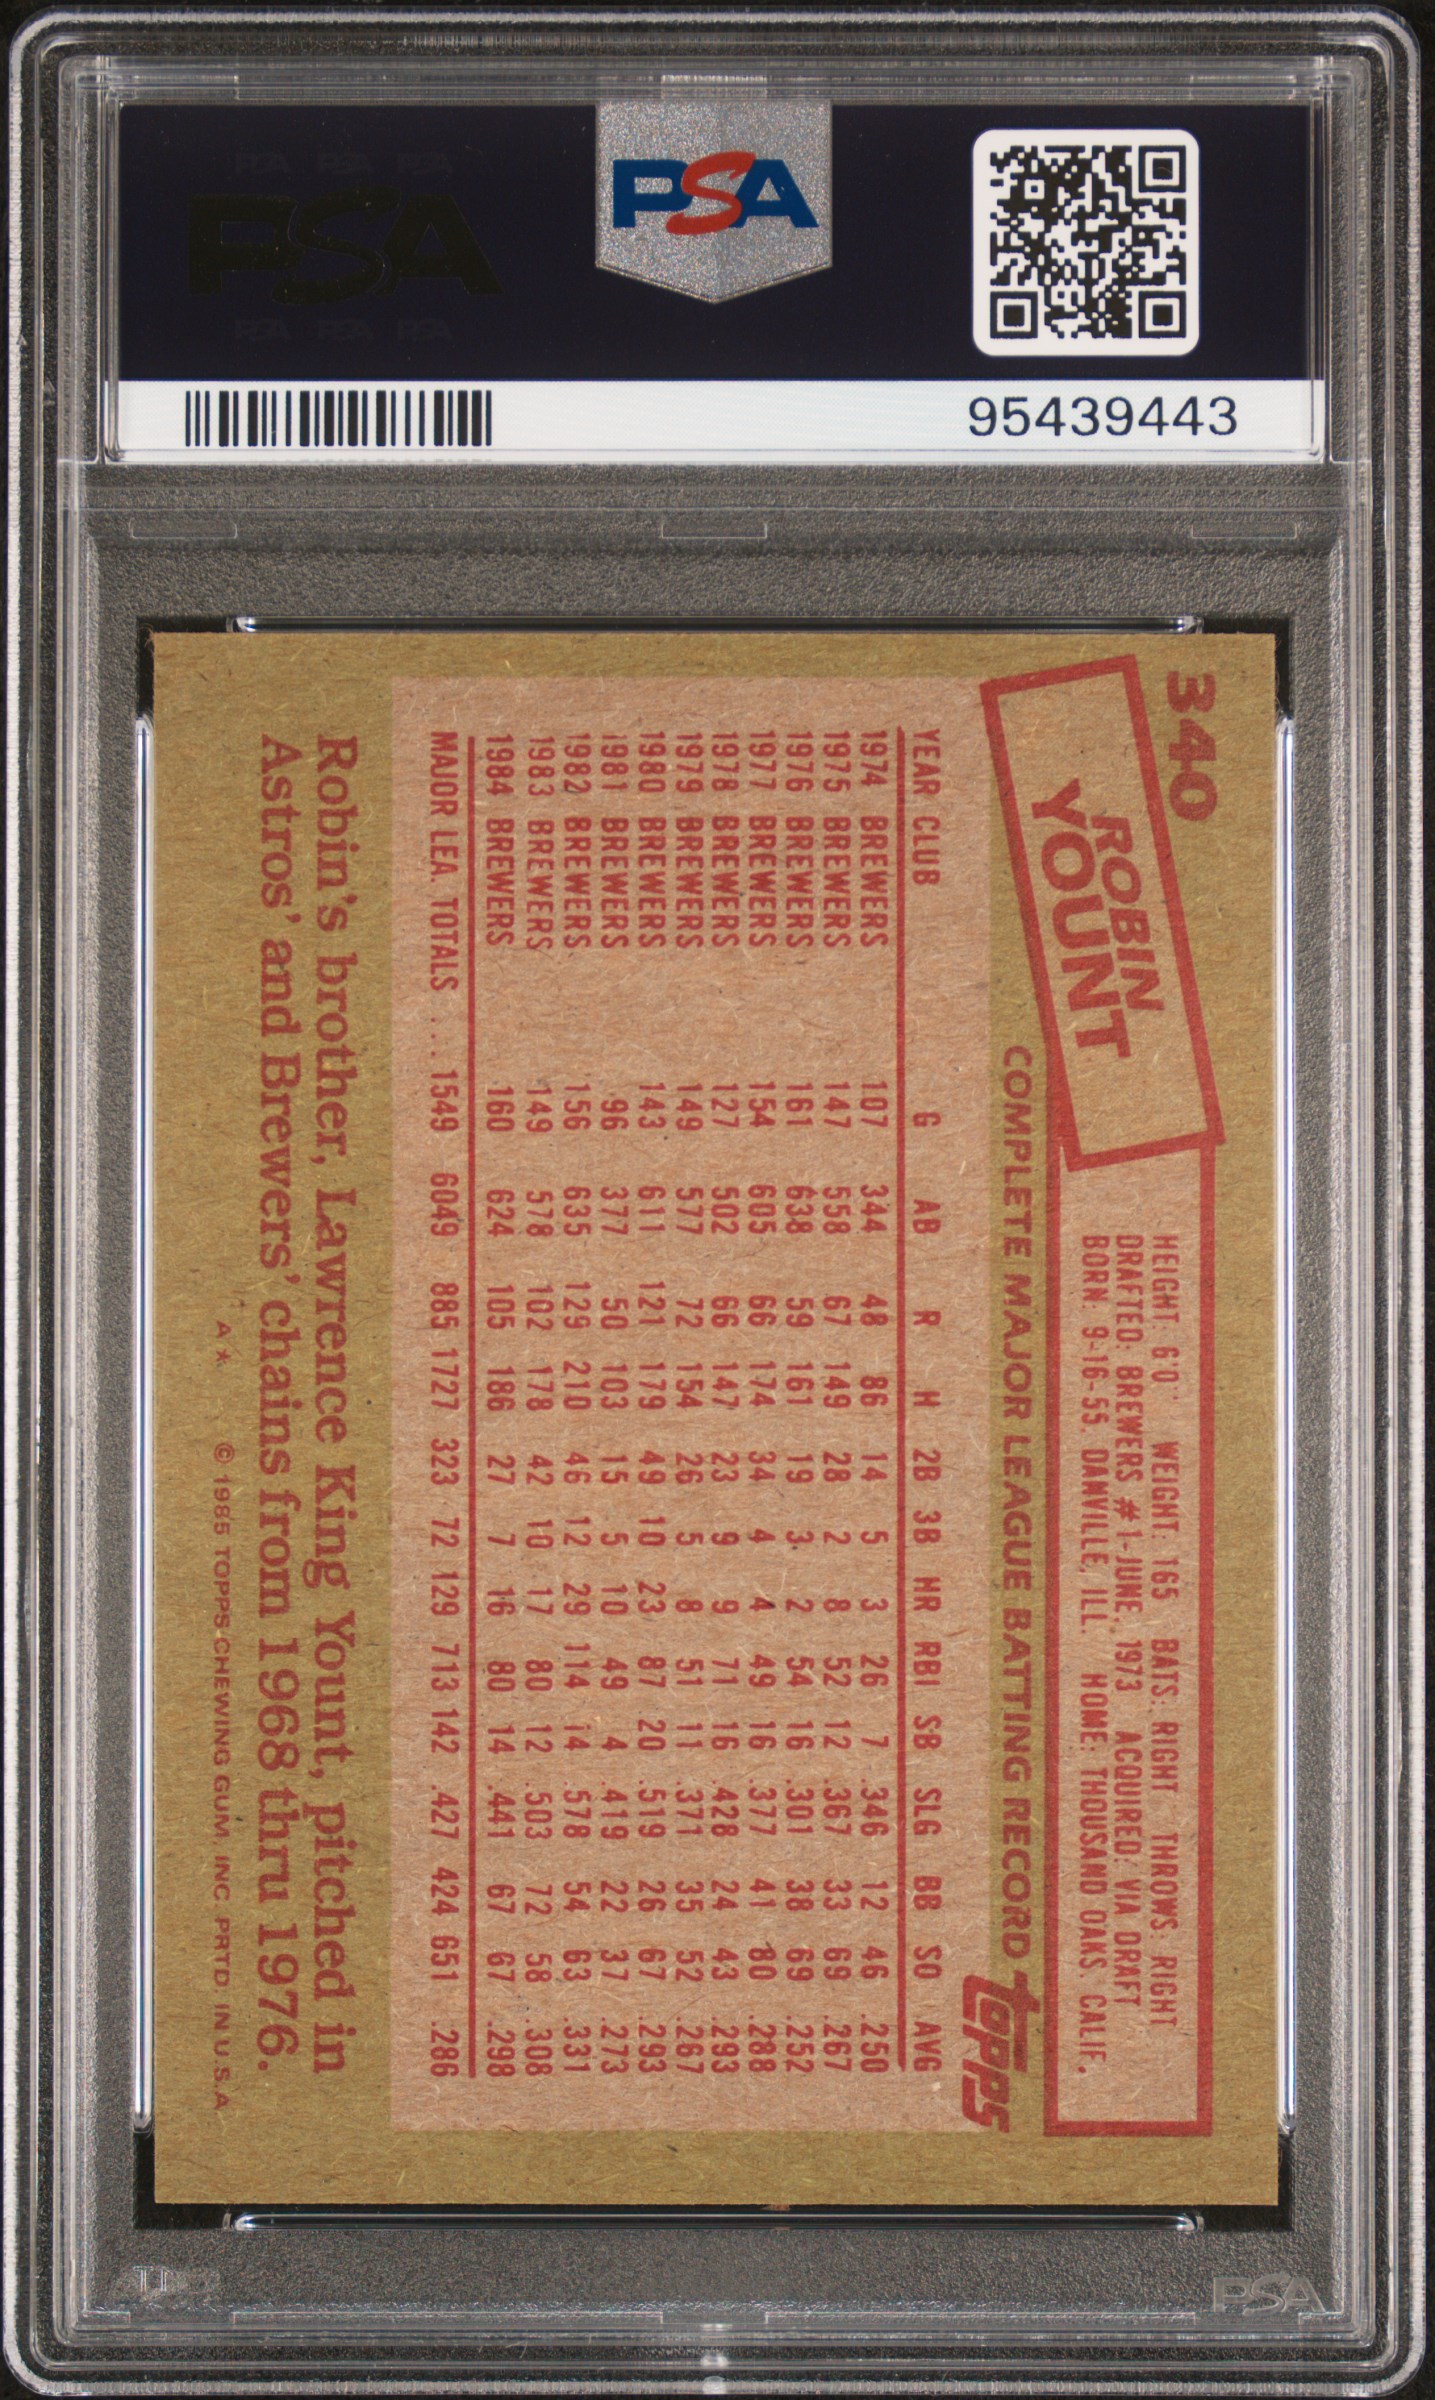 PSA
PSA
95439443
340
ROBIN
YOUNT
HEIGHT: 6'0" WEIGHT: 165 BATS: RIGHT THROWS: RIGHT
DRAFTED: BREWERS #1-JUNE, 1973 ACQUIRED: VIA DRAFT
BORN: 9-16-55, DANVILLE, ILL. HOME: THOUSAND OAKS, CALIF.
COMPLETE MAJOR LEAGUE BATTING RECORD
Topps
YEAR CLUB G AB R H 2B 3B HR RBI SB SLG BB SO AVG
1974 BREWERS 107 344 48 86 14 5 3 26 7 .346 12 46 .250
1975 BREWERS 147 558 67 149 28 2 8 52 12 .367 33 69 .267
1976 BREWERS 161 638 59 161 19 3 2 54 16 .301 38 69 .252
1977 BREWERS 154 605 66 174 34 4 4 49 16 .377 41 80 .288
1978 BREWERS 127 502 66 147 23 9 9 71 16 .428 24 43 .293
1979 BREWERS 149 577 72 154 26 5 8 51 11 .371 35 52 .267
1980 BREWERS 143 611 121 179 49 10 23 87 20 .519 26 67 .293
1981 BREWERS 96 377 50 103 15 5 10 49 4 .419 22 37 .273
1982 BREWERS 156 635 129 210 46 12 29 114 14 .578 54 63 .331
1983 BREWERS 149 578 102 178 42 10 17 80 12 .503 72 58 .308
1984 BREWERS 160 624 105 186 27 7 16 80 14 .441 67 67 .298
MAJOR LEA. TOTALS ... 1549 6049 885 1727 323 72 129 713 142 .427 424 651 .286
Robin's brother, Lawrence King Yount, pitched in
Astros' and Brewers' chains from 1968 thru 1976.
A* © 1985 TOPPS CHEWING GUM, INC. PRTD. IN U.S.A.
PSA